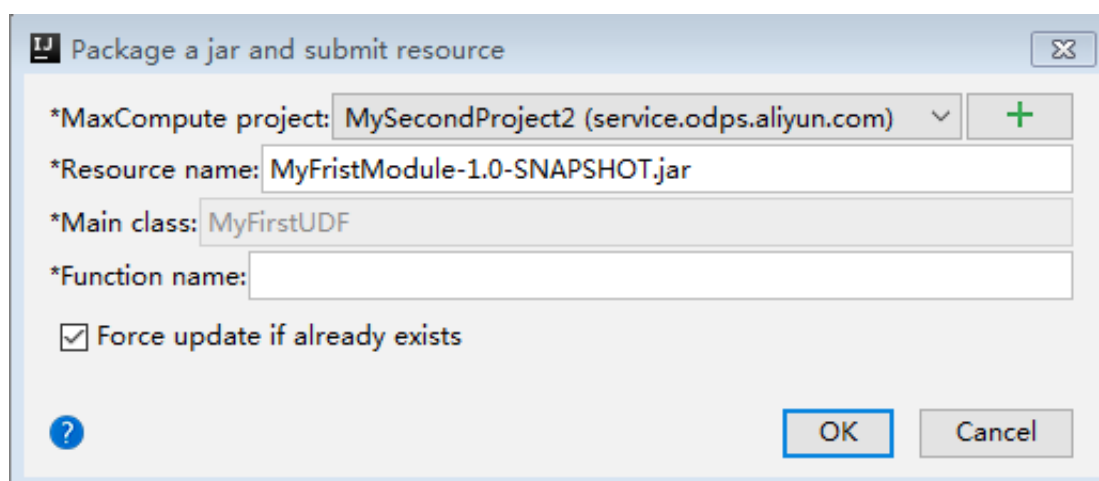 IJ Package a jar and submit resource
*MaxCompute project: MySecondProject2 (service.odps.aliyun.com)
*Resource name: MyFristModule-1.0-SNAPSHOT.jar
*Main class: MyFirstUDF
*Function name:
Force update if already exists
? OK Cancel